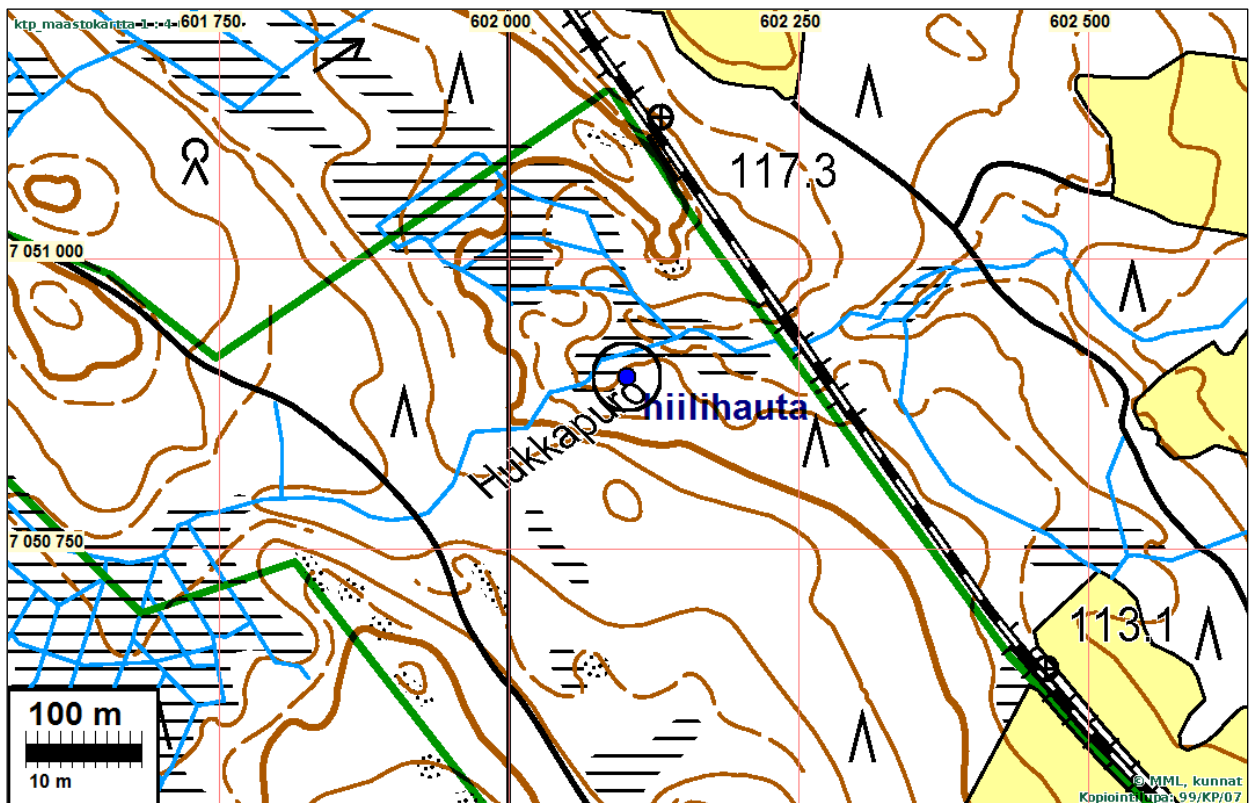 ktp_maastokartta 1 : 4
601 750
602 000
602 250
602 500
117.3
7 051 000
hiilihauta
Hukkapuro
7 050 750
113.1
100 m
10 m
© MML, kunnat
Kopiointilupa: 99/KP/07